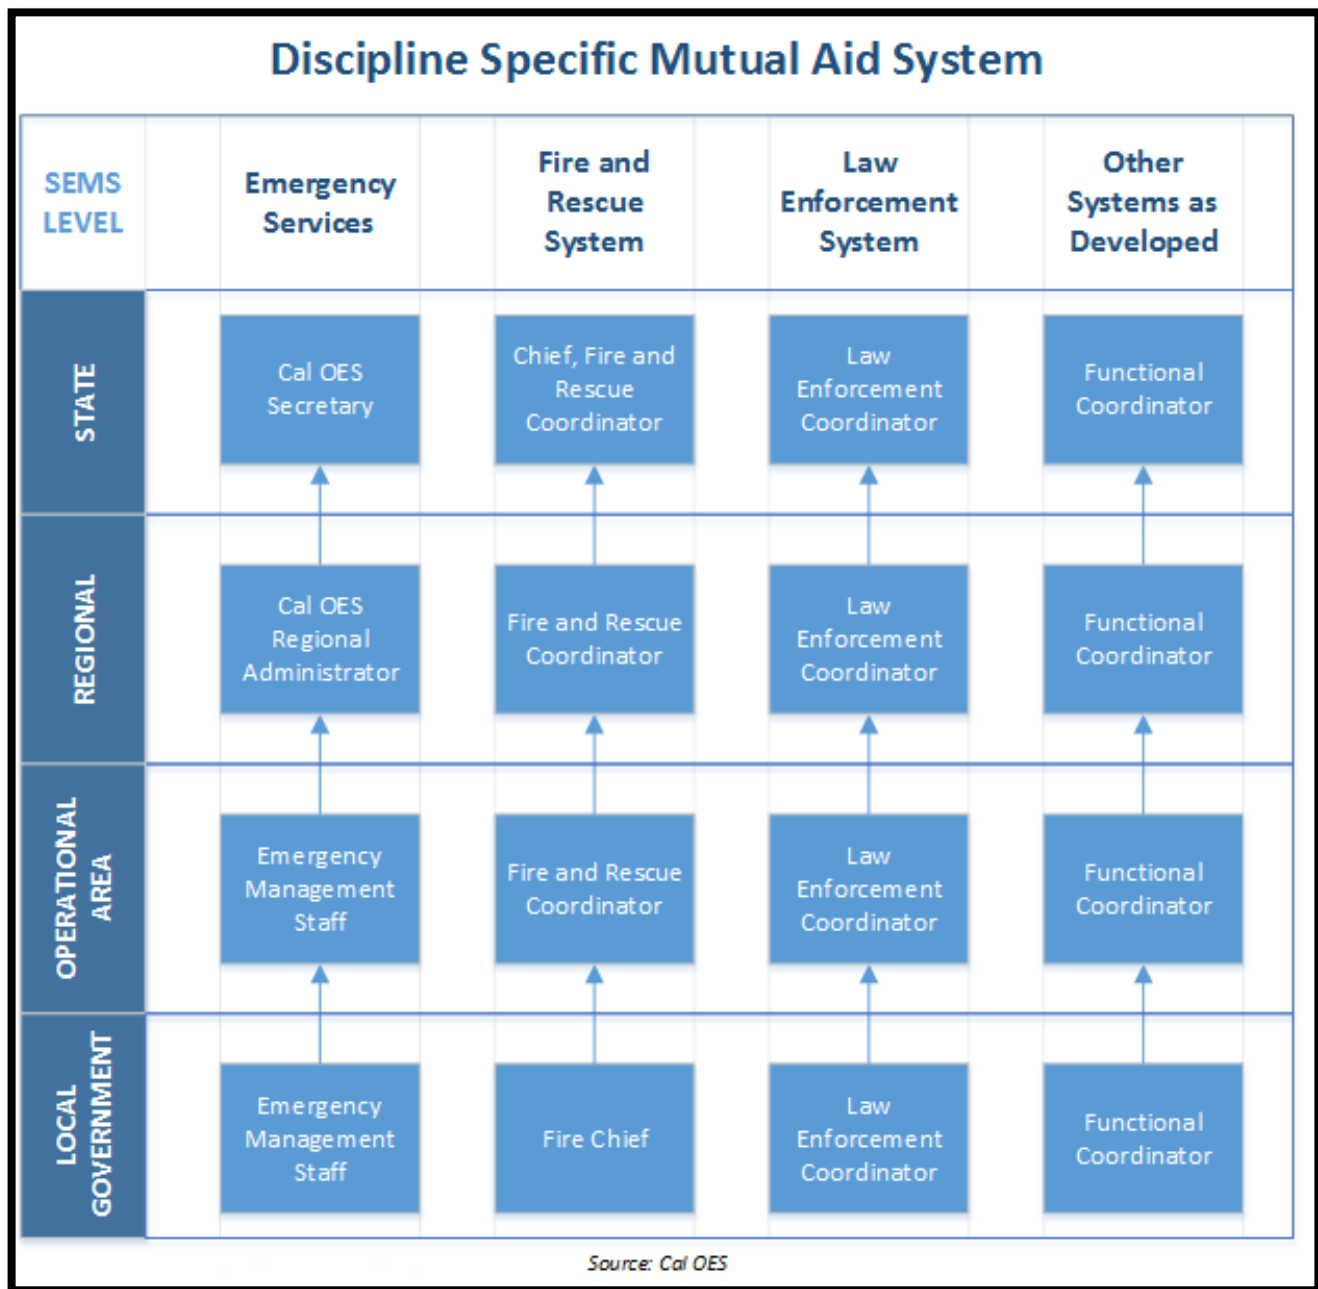 Discipline Specific Mutual Aid System
SEMS
LEVEL
Emergency
Services
Fire and
Rescue
System
Law
Enforcement
System
Other
Systems as
Developed
STATE
Cal OES
Secretary
Chief, Fire and
Rescue
Coordinator
Law
Enforcement
Coordinator
Functional
Coordinator
REGIONAL
Cal OES
Regional
Administrator
Fire and Rescue
Coordinator
Law
Enforcement
Coordinator
Functional
Coordinator
OPERATIONAL
AREA
Emergency
Management
Staff
Fire and Rescue
Coordinator
Law
Enforcement
Coordinator
Functional
Coordinator
LOCAL
GOVERNMENT
Emergency
Management
Staff
Fire Chief
Law
Enforcement
Coordinator
Functional
Coordinator
Source: Cal OES